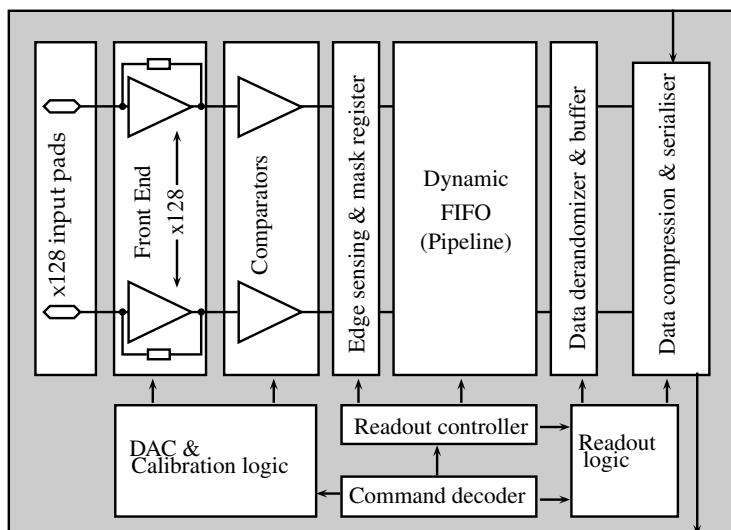 x128 input pads
Front End
x128
Comparators
Edge sensing & mask register
Dynamic
FIFO
(Pipeline)
Data derandomizer & buffer
Data compression & serialiser
DAC &
Calibration logic
Readout controller
Command decoder
Readout
logic